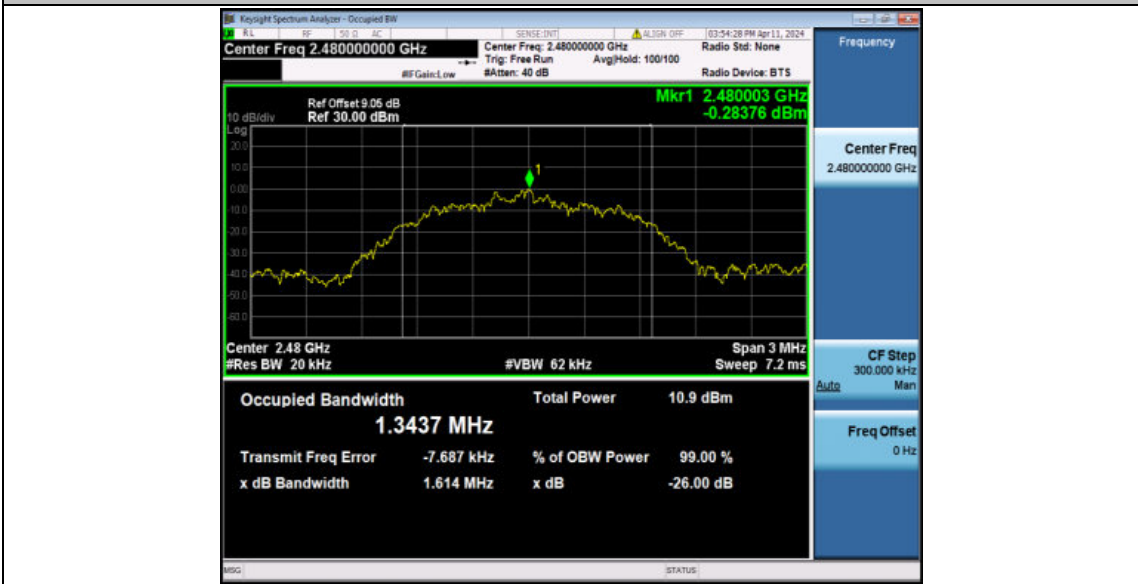 Keysight Spectrum Analyzer - Occupied BW
RL RF 50 Ω AC SENSE:INT ALIGN OFF 03:54:28 PM Apr 11, 2024
Center Freq 2.480000000 GHz
Center Freq: 2.480000000 GHz Radio Std: None
Trig: Free Run Avg|Hold: 100/100
#IFGain:Low #Atten: 40 dB Radio Device: BTS
Frequency
Mkr1 2.480003 GHz
-0.28376 dBm
Ref Offset 9.05 dB
10 dB/div Ref 30.00 dBm
Log
20.0
10.0
0.00
-10.0
-20.0
-30.0
-40.0
-50.0
-60.0
1
Center 2.48 GHz Span 3 MHz
#Res BW 20 kHz #VBW 62 kHz Sweep 7.2 ms
Occupied Bandwidth Total Power 10.9 dBm
1.3437 MHz
Transmit Freq Error -7.687 kHz % of OBW Power 99.00 %
x dB Bandwidth 1.614 MHz x dB -26.00 dB
Center Freq
2.480000000 GHz
CF Step
300.000 kHz
Auto Man
Freq Offset
0 Hz
MSG STATUS